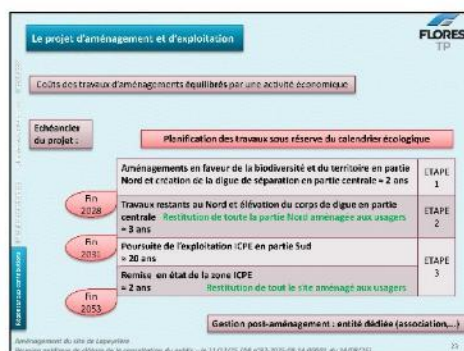 Le projet d'aménagement et d'exploitation
FLORES
TP
Coûts des travaux d'aménagements équilibrés par une activité économique
Echéancier
du projet :
Planification des travaux sous réserve du calendrier écologique
Aménagements en faveur de la biodiversité et du territoire en partie
Nord et création de la digue de séparation en partie centrale ≈ 2 ans
ETAPE
1
Fin
2028
Travaux restants au Nord et élévation du corps de digue en partie
centrale Restitution de toute la partie Nord aménagée aux usagers
≈ 3 ans
ETAPE
2
Fin
2031
Poursuite de l'exploitation ICPE en partie Sud
≈ 20 ans
ETAPE
3
Remise en état de la zone ICPE
≈ 2 ans Restitution de tout le site aménagé aux usagers
Fin
2053
Gestion post-aménagement : entité dédiée (association,...)
Aménagement du site de Lapeyrière